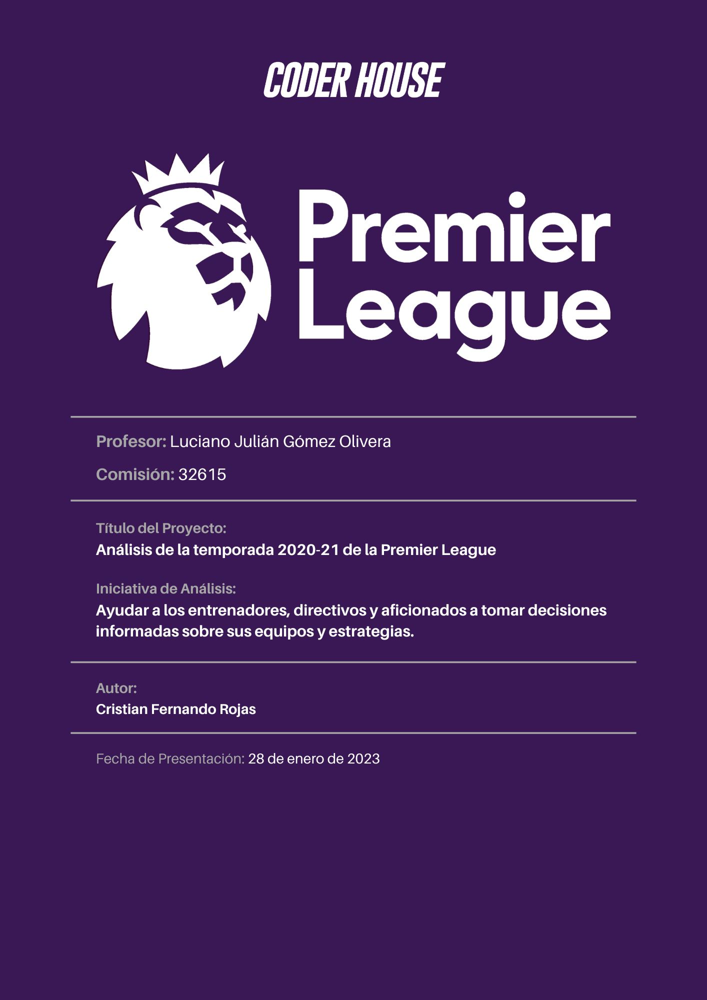 CODER HOUSE
Premier
League
Profesor: Luciano Julián Gómez Olivera
Comisión: 32615
Título del Proyecto:
Análisis de la temporada 2020-21 de la Premier League
Iniciativa de Análisis:
Ayudar a los entrenadores, directivos y aficionados a tomar decisiones
informadas sobre sus equipos y estrategias.
Autor:
Cristian Fernando Rojas
Fecha de Presentación: 28 de enero de 2023